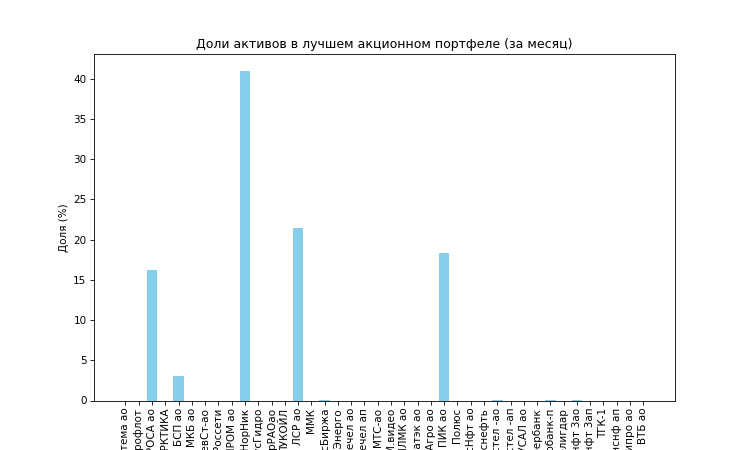 Доли активов в лучшем акционном портфеле (за месяц)
Доля (%)
40
35
30
25
20
15
10
5
0
тема ао
рофлот
РОСА ао
РКТИКА
БСП ао
МКБ ао
евСт-ао
Россети
ПРОМ ао
НорНик
сГидро
рРАОао
ЛУКОЙЛ
ЛСР ао
ММК
сБиржа
Энерго
ечел ао
ечел ап
МТС-ао
М.видео
ЛМК ао
атэк ао
Агро ао
ПИК ао
Полюс
сНфт ао
снефть
стел -ао
стел -ап
УСАЛ ао
ербанк
рбанк-п
лигдар
нфт 3ао
нфт 3ап
ТГК-1
нснф ап
ипро ао
ВТБ ао